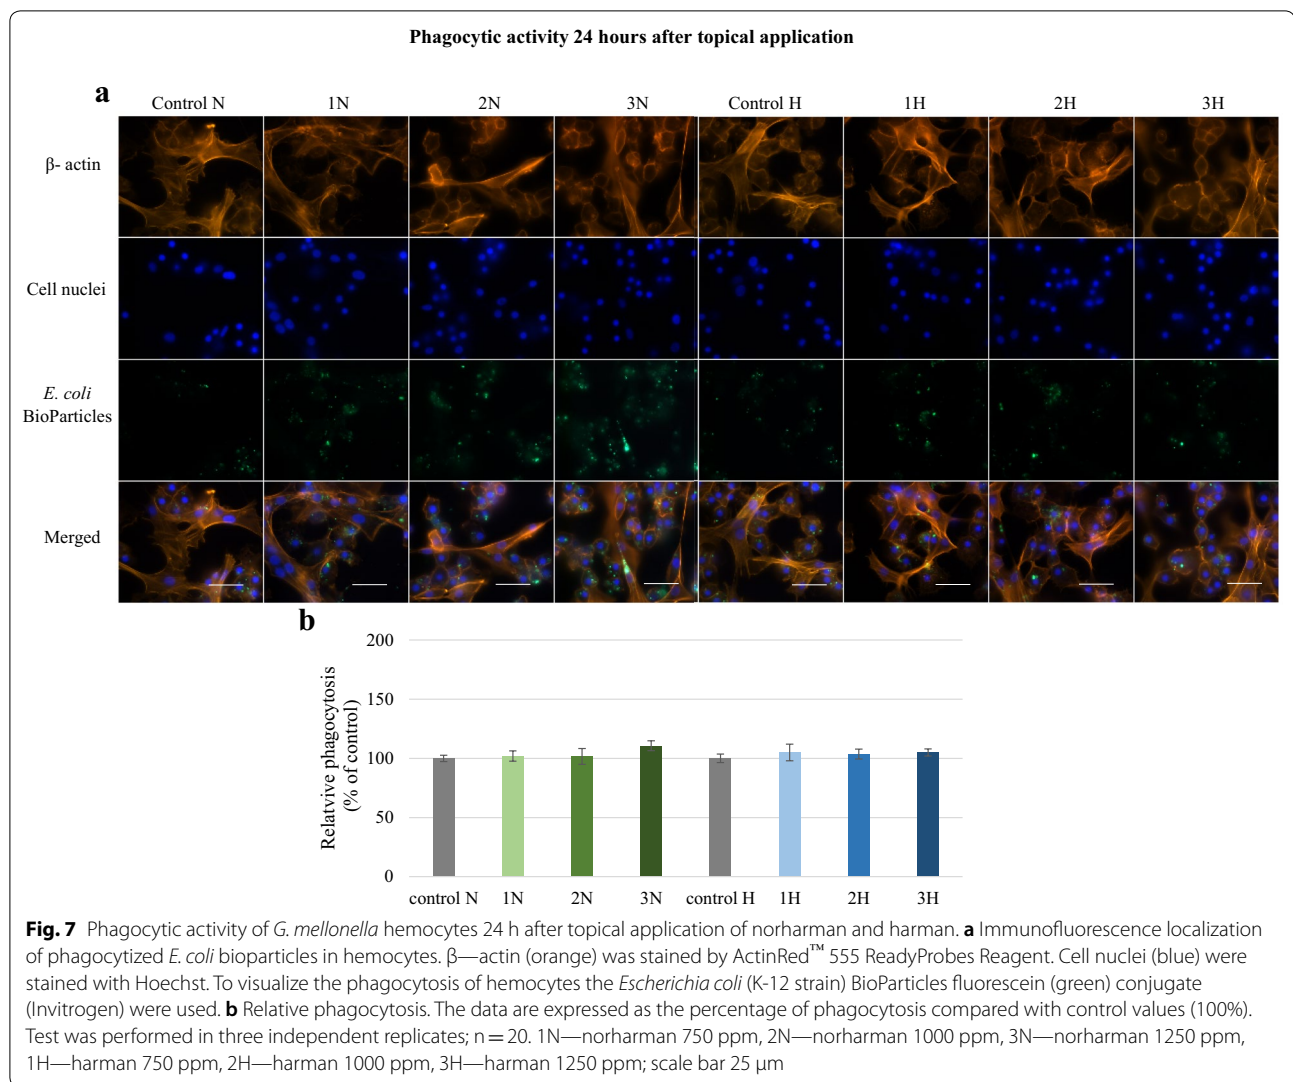 Phagocytic activity 24 hours after topical application
a
Control N 1N 2N 3N Control H 1H 2H 3H
β- actin
Cell nuclei
E. coli
BioParticles
Merged
b
Relatvive phagocytosis
(% of control)
200
150
100
50
0
control N 1N 2N 3N control H 1H 2H 3H
Fig. 7 Phagocytic activity of G. mellonella hemocytes 24 h after topical application of norharman and harman. a Immunofluorescence localization
of phagocytized E. coli bioparticles in hemocytes. β—actin (orange) was stained by ActinRed™ 555 ReadyProbes Reagent. Cell nuclei (blue) were
stained with Hoechst. To visualize the phagocytosis of hemocytes the Escherichia coli (K-12 strain) BioParticles fluorescein (green) conjugate
(Invitrogen) were used. b Relative phagocytosis. The data are expressed as the percentage of phagocytosis compared with control values (100%).
Test was performed in three independent replicates; n = 20. 1N—norharman 750 ppm, 2N—norharman 1000 ppm, 3N—norharman 1250 ppm,
1H—harman 750 ppm, 2H—harman 1000 ppm, 3H—harman 1250 ppm; scale bar 25 μm